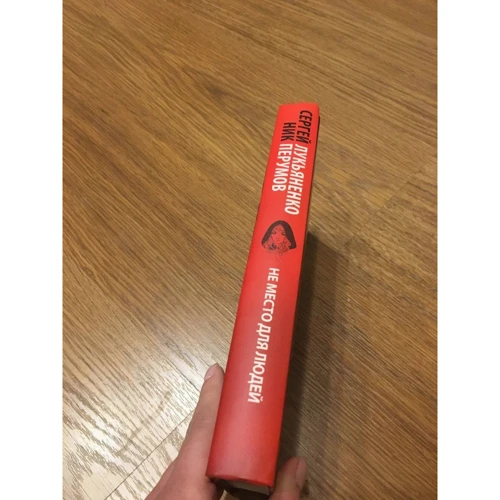 СЕРГЕЙ ЛУКЬЯНЕНКО
НИК ПЕРУМОВ
НЕ МЕСТО ДЛЯ ЛЮДЕЙ